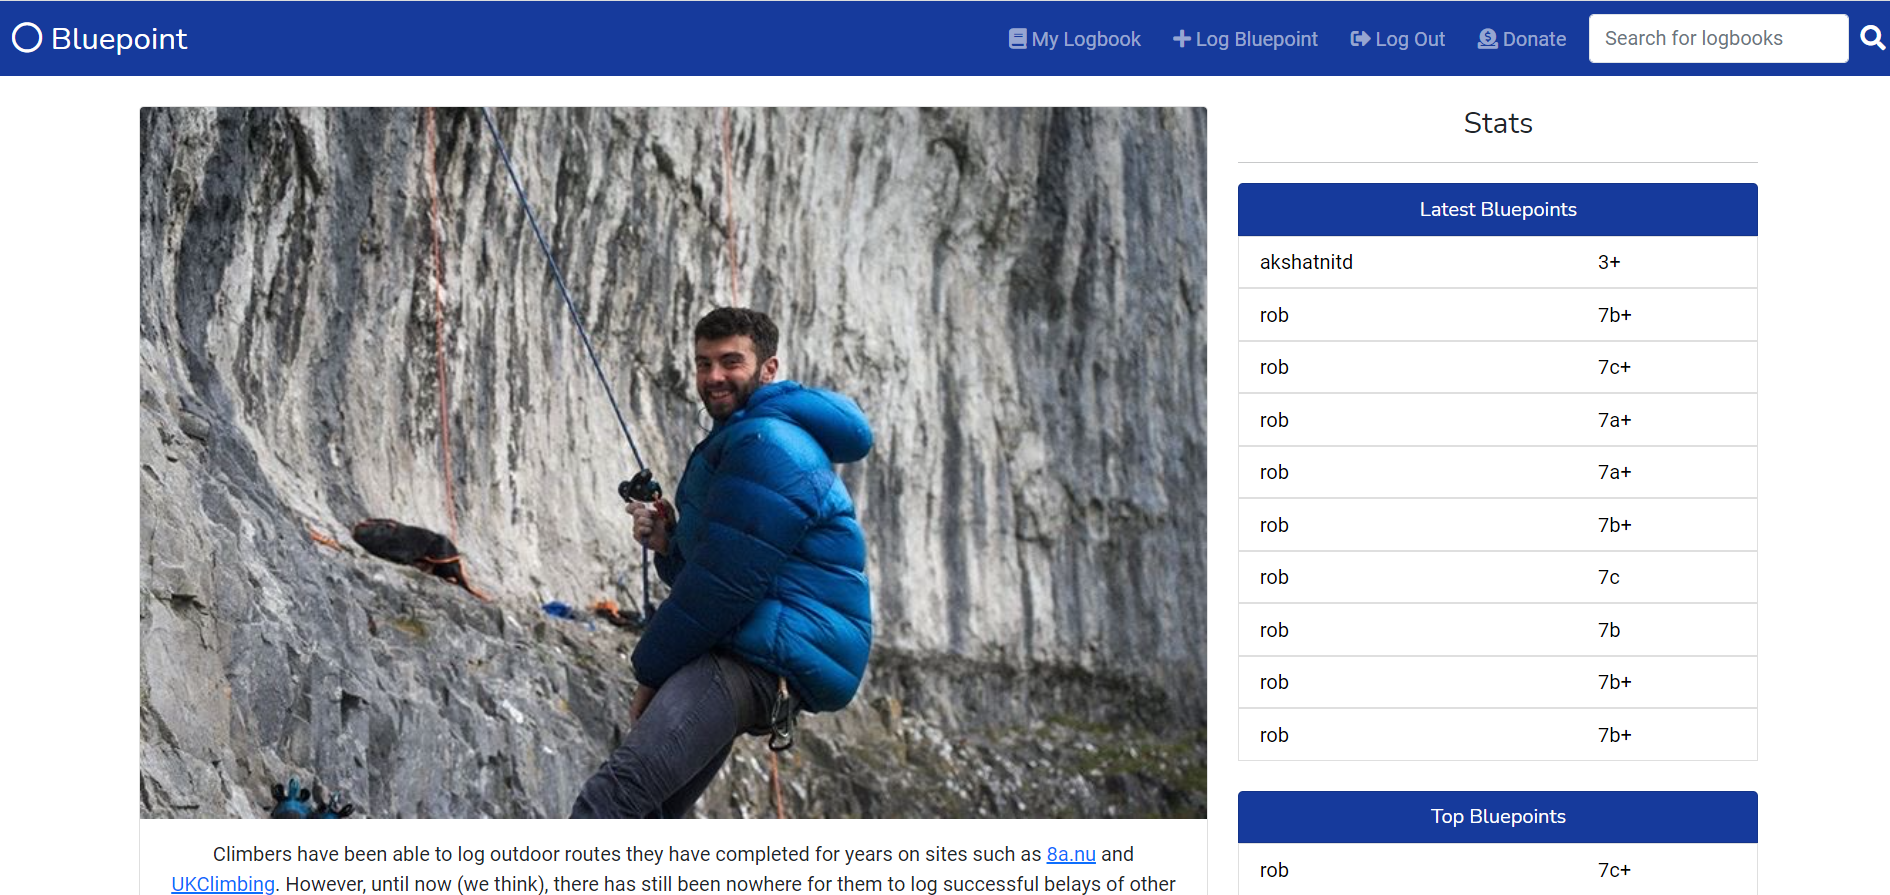 Bluepoint
My Logbook
Log Bluepoint
Log Out
Donate
Search for logbooks
Climbers have been able to log outdoor routes they have completed for years on sites such as 8a.nu and
UKClimbing. However, until now (we think), there has still been nowhere for them to log successful belays of other
Stats
Latest Bluepoints
akshatnitd 3+
rob 7b+
rob 7c+
rob 7a+
rob 7a+
rob 7b+
rob 7c
rob 7b
rob 7b+
rob 7b+
Top Bluepoints
rob 7c+